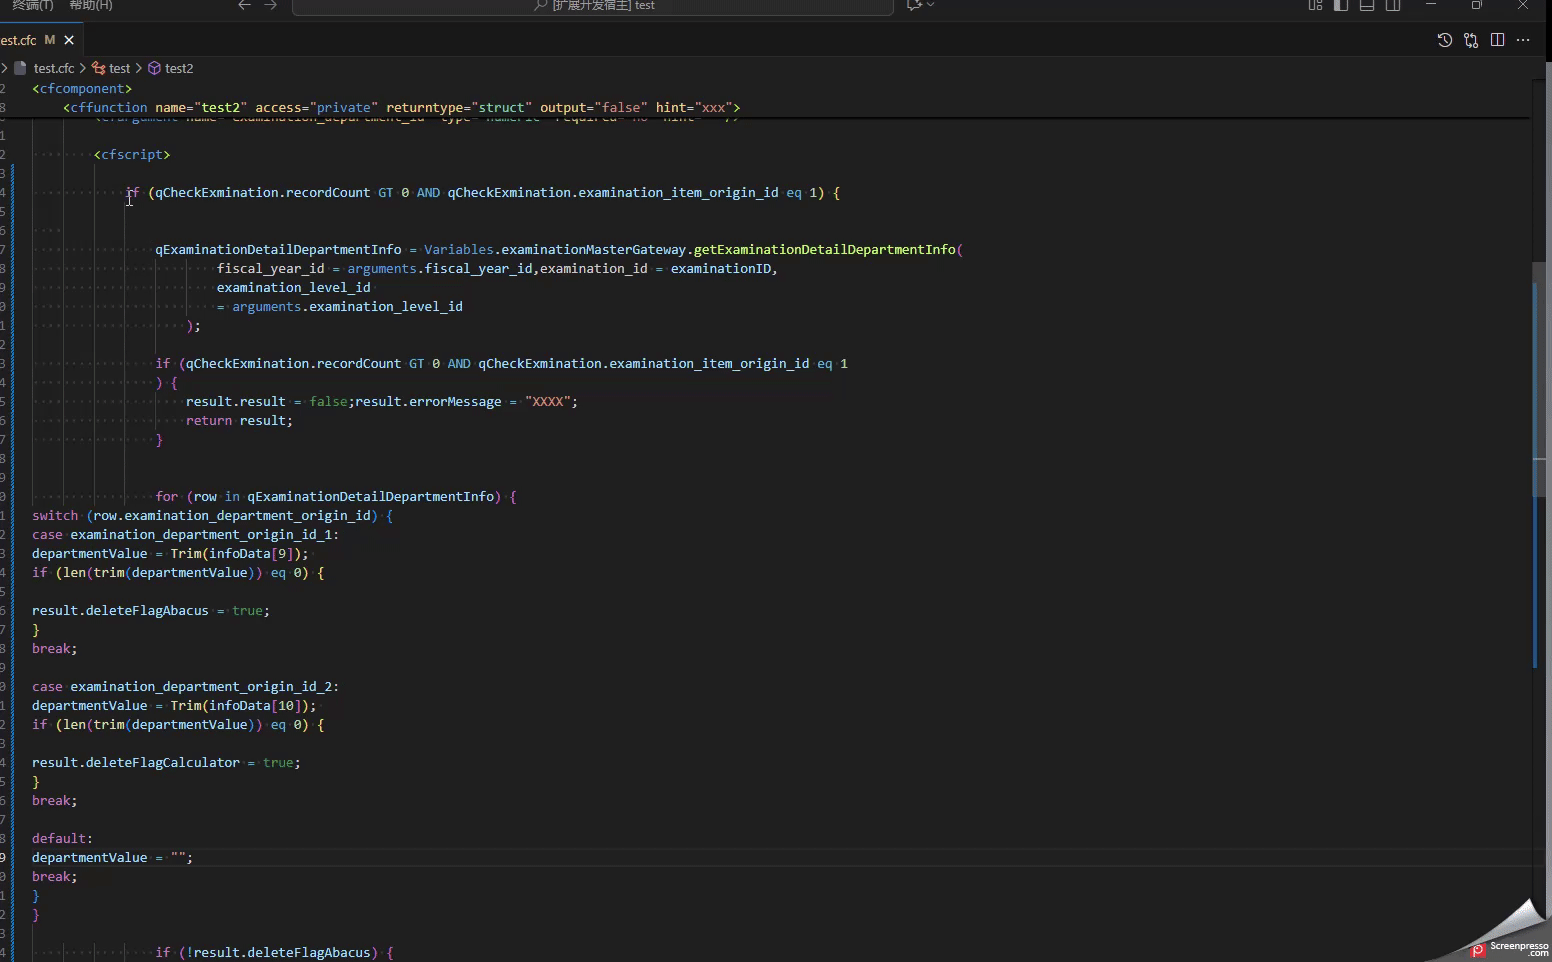 终端(T) 帮助(H) [扩展开发宿主] test
est.cfc M
test.cfc > test > test2
2 <cfcomponent>
8 <cffunction name="test2" access="private" returntype="struct" output="false" hint="xxx">
1
2 <cfscript>
3
4 if (qCheckExmination.recordCount GT 0 AND qCheckExmination.examination_item_origin_id eq 1) {
5
6
7 qExaminationDetailDepartmentInfo = Variables.examinationMasterGateway.getExaminationDetailDepartmentInfo(
8 fiscal_year_id = arguments.fiscal_year_id,examination_id = examinationID,
9 examination_level_id
0 = arguments.examination_level_id
1 );
2
3 if (qCheckExmination.recordCount GT 0 AND qCheckExmination.examination_item_origin_id eq 1
4 ) {
5 result.result = false;result.errorMessage = "XXXX";
6 return result;
7 }
8
9
0 for (row in qExaminationDetailDepartmentInfo) {
1 switch (row.examination_department_origin_id) {
2 case examination_department_origin_id_1:
3 departmentValue = Trim(infoData[9]);
4 if (len(trim(departmentValue)) eq 0) {
5
6 result.deleteFlagAbacus = true;
7 }
8 break;
9
0 case examination_department_origin_id_2:
1 departmentValue = Trim(infoData[10]);
2 if (len(trim(departmentValue)) eq 0) {
3
4 result.deleteFlagCalculator = true;
5 }
6 break;
7
8 default:
9 departmentValue = "";
0 break;
1 }
2 }
3
4 if (!result.deleteFlagAbacus) {
Screenpresso
.com